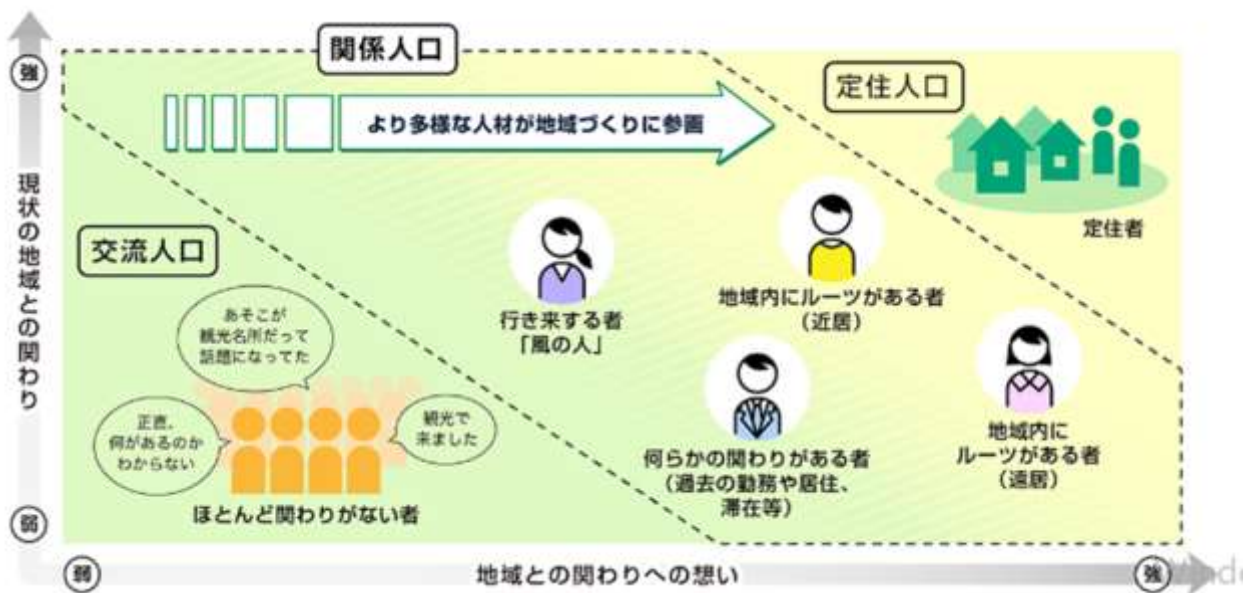 強
関係人口
定住人口
より多様な人材が地域づくりに参画
定住者
現状の地域との関わり
交流人口
あそこが
観光名所だって
話題になってた
行き来する者
「風の人」
地域内にルーツがある者
（近居）
正直、
何があるのか
わからない
観光で
来ました
ほとんど関わりがない者
何らかの関わりがある者
（過去の勤務や居住、
滞在等）
地域内に
ルーツがある者
（遠居）
弱
弱
地域との関わりへの想い
強